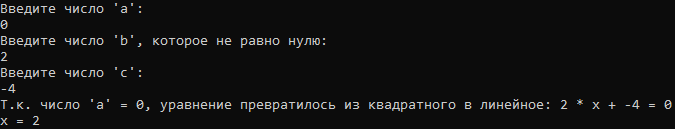 Введите число 'a':
0
Введите число 'b', которое не равно нулю:
2
Введите число 'c':
-4
Т.к. число 'a' = 0, уравнение превратилось из квадратного в линейное: 2 * x + -4 = 0
x = 2